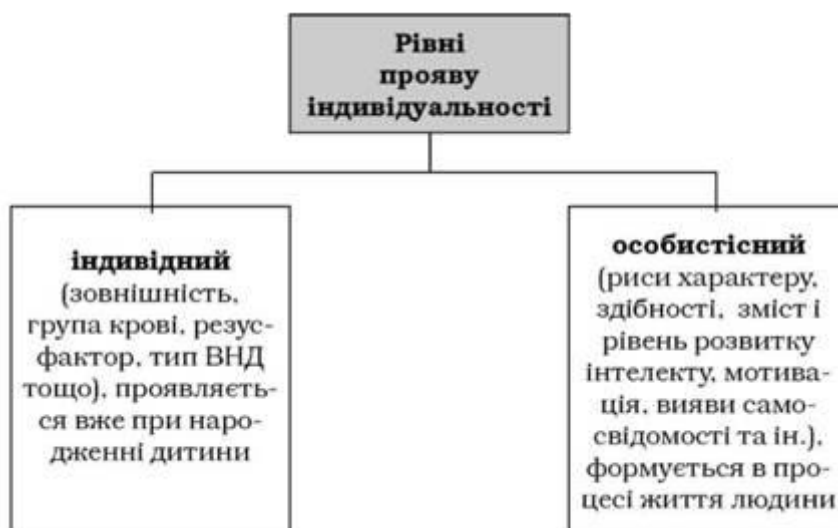 Рівні
прояву
індивідуальності
індивідний
(зовнішність,
група крові, резус-
фактор, тип ВНД
тощо), проявляєть-
ся вже при наро-
дженні дитини
особистісний
(риси характеру,
здібності, зміст і
рівень розвитку
інтелекту, мотива-
ція, вияви само-
свідомості та ін.),
формується в про-
цесі життя людини